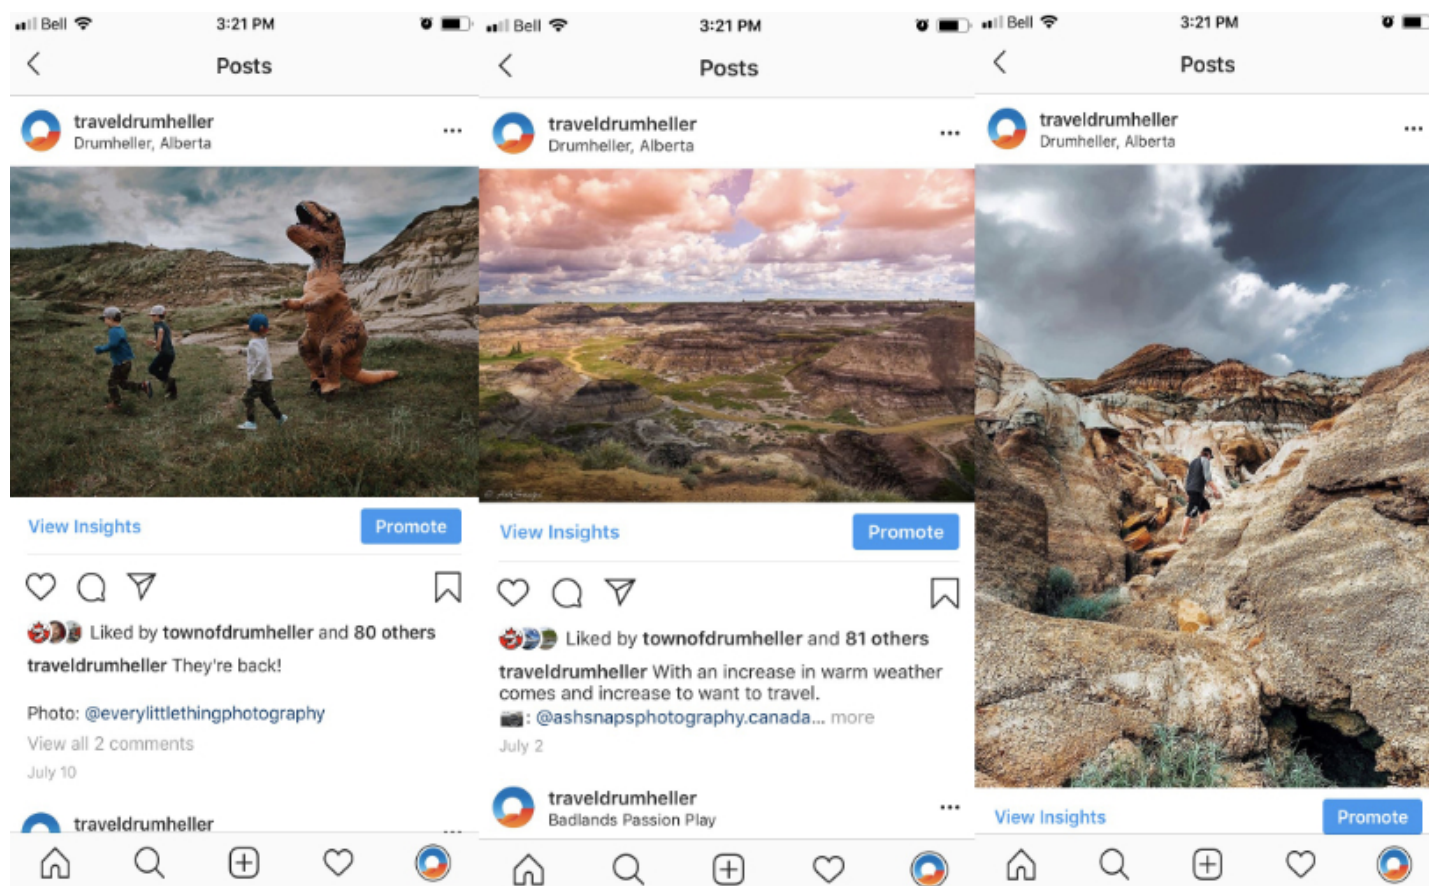 Bell 3:21 PM
Posts
traveldrumheller
Drumheller, Alberta
View Insights Promote
Liked by townofdrumheller and 80 others
traveldrumheller They're back!
Photo: @everylittlethingphotography
View all 2 comments
July 10
traveldrumheller
Bell 3:21 PM
Posts
traveldrumheller
Drumheller, Alberta
View Insights Promote
Liked by townofdrumheller and 81 others
traveldrumheller With an increase in warm weather
comes and increase to want to travel.
: @ashsnapsphotography.canada... more
July 2
traveldrumheller
Badlands Passion Play
Bell 3:21 PM
Posts
traveldrumheller
Drumheller, Alberta
View Insights Promote